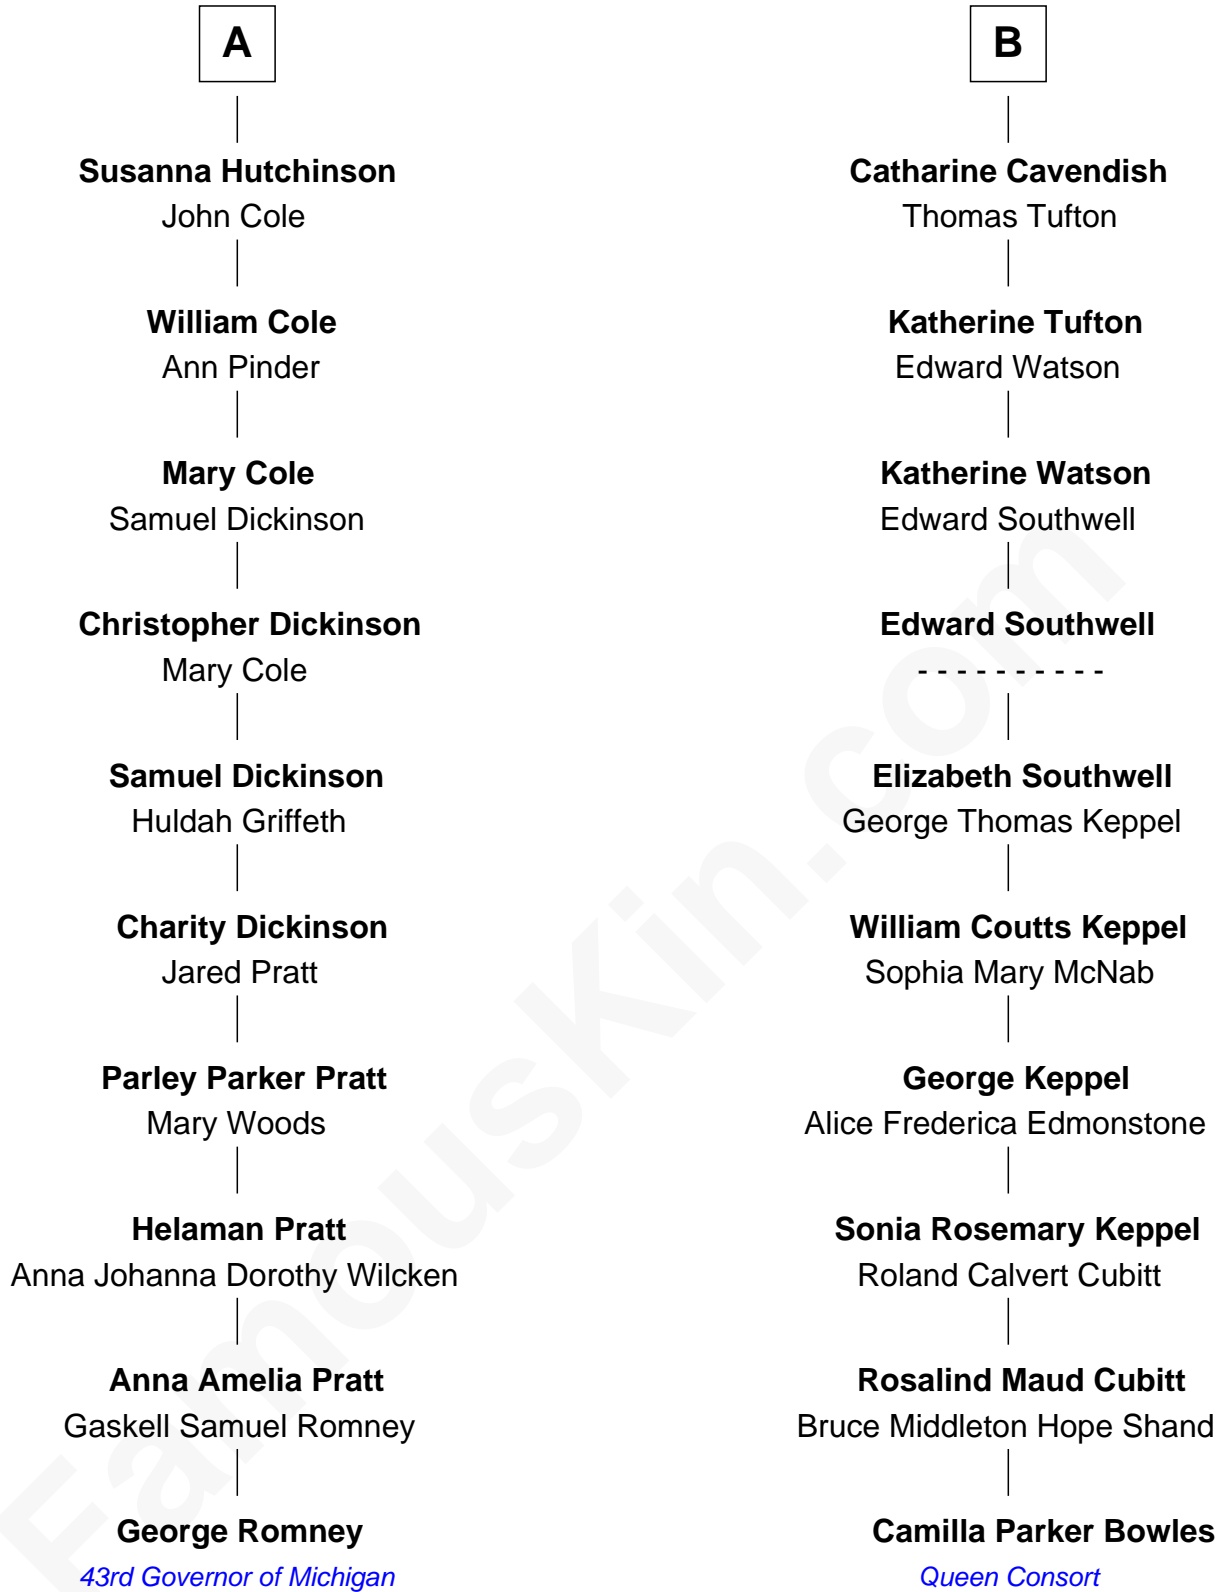 A
Susanna Hutchinson
John Cole
William Cole
Ann Pinder
Mary Cole
Samuel Dickinson
Christopher Dickinson
Mary Cole
Samuel Dickinson
Huldah Griffeth
Charity Dickinson
Jared Pratt
Parley Parker Pratt
Mary Woods
Helaman Pratt
Anna Johanna Dorothy Wilcken
Anna Amelia Pratt
Gaskell Samuel Romney
George Romney
43rd Governor of Michigan
B
Catharine Cavendish
Thomas Tufton
Katherine Tufton
Edward Watson
Katherine Watson
Edward Southwell
Edward Southwell
- - - - - - - - - -
Elizabeth Southwell
George Thomas Keppel
William Coutts Keppel
Sophia Mary McNab
George Keppel
Alice Frederica Edmonstone
Sonia Rosemary Keppel
Roland Calvert Cubitt
Rosalind Maud Cubitt
Bruce Middleton Hope Shand
Camilla Parker Bowles
Queen Consort
FamousKin.com